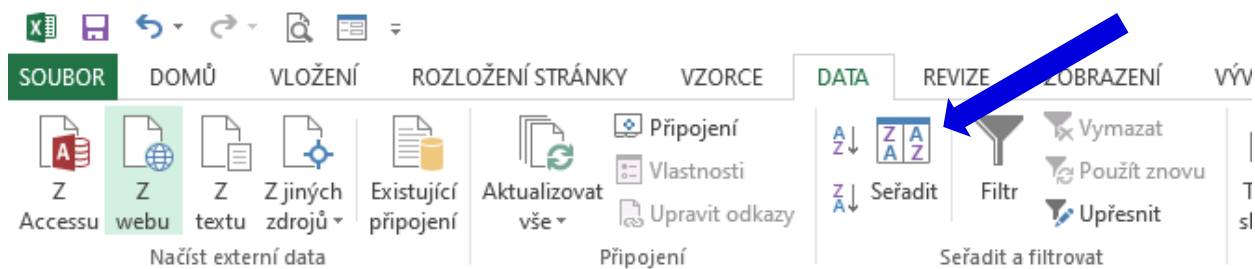 SOUBOR DOMŮ VLOŽENÍ ROZLOŽENÍ STRÁNKY VZORCE DATA REVIZE ZOBRAZENÍ
Z Accessu
Z webu
Z textu
Z jiných zdrojů
Existující připojení
Načíst externí data
Aktualizovat vše
Připojení
Vlastnosti
Upravit odkazy
Připojení
Seřadit
Filtr
Vymazat
Použít znovu
Upřesnit
Seřadit a filtrovat